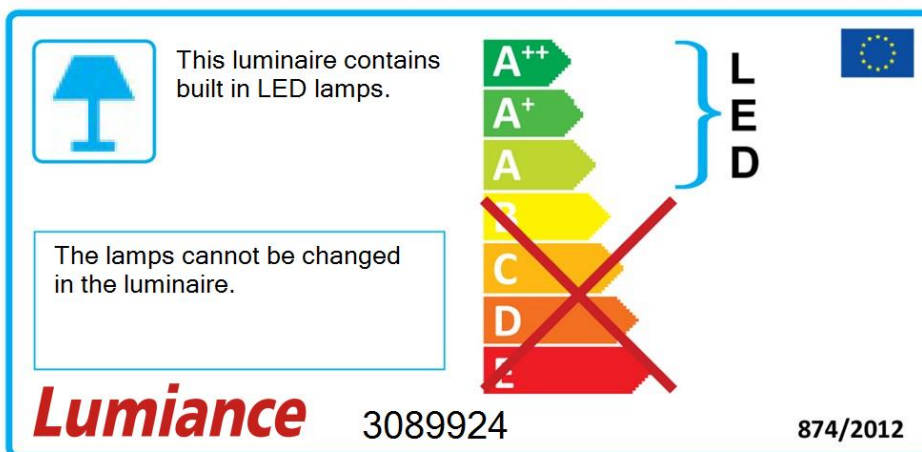 This luminaire contains
built in LED lamps.
The lamps cannot be changed
in the luminaire.
A++
A+
A
B
C
D
E
L
E
D
Lumiance
3089924
874/2012